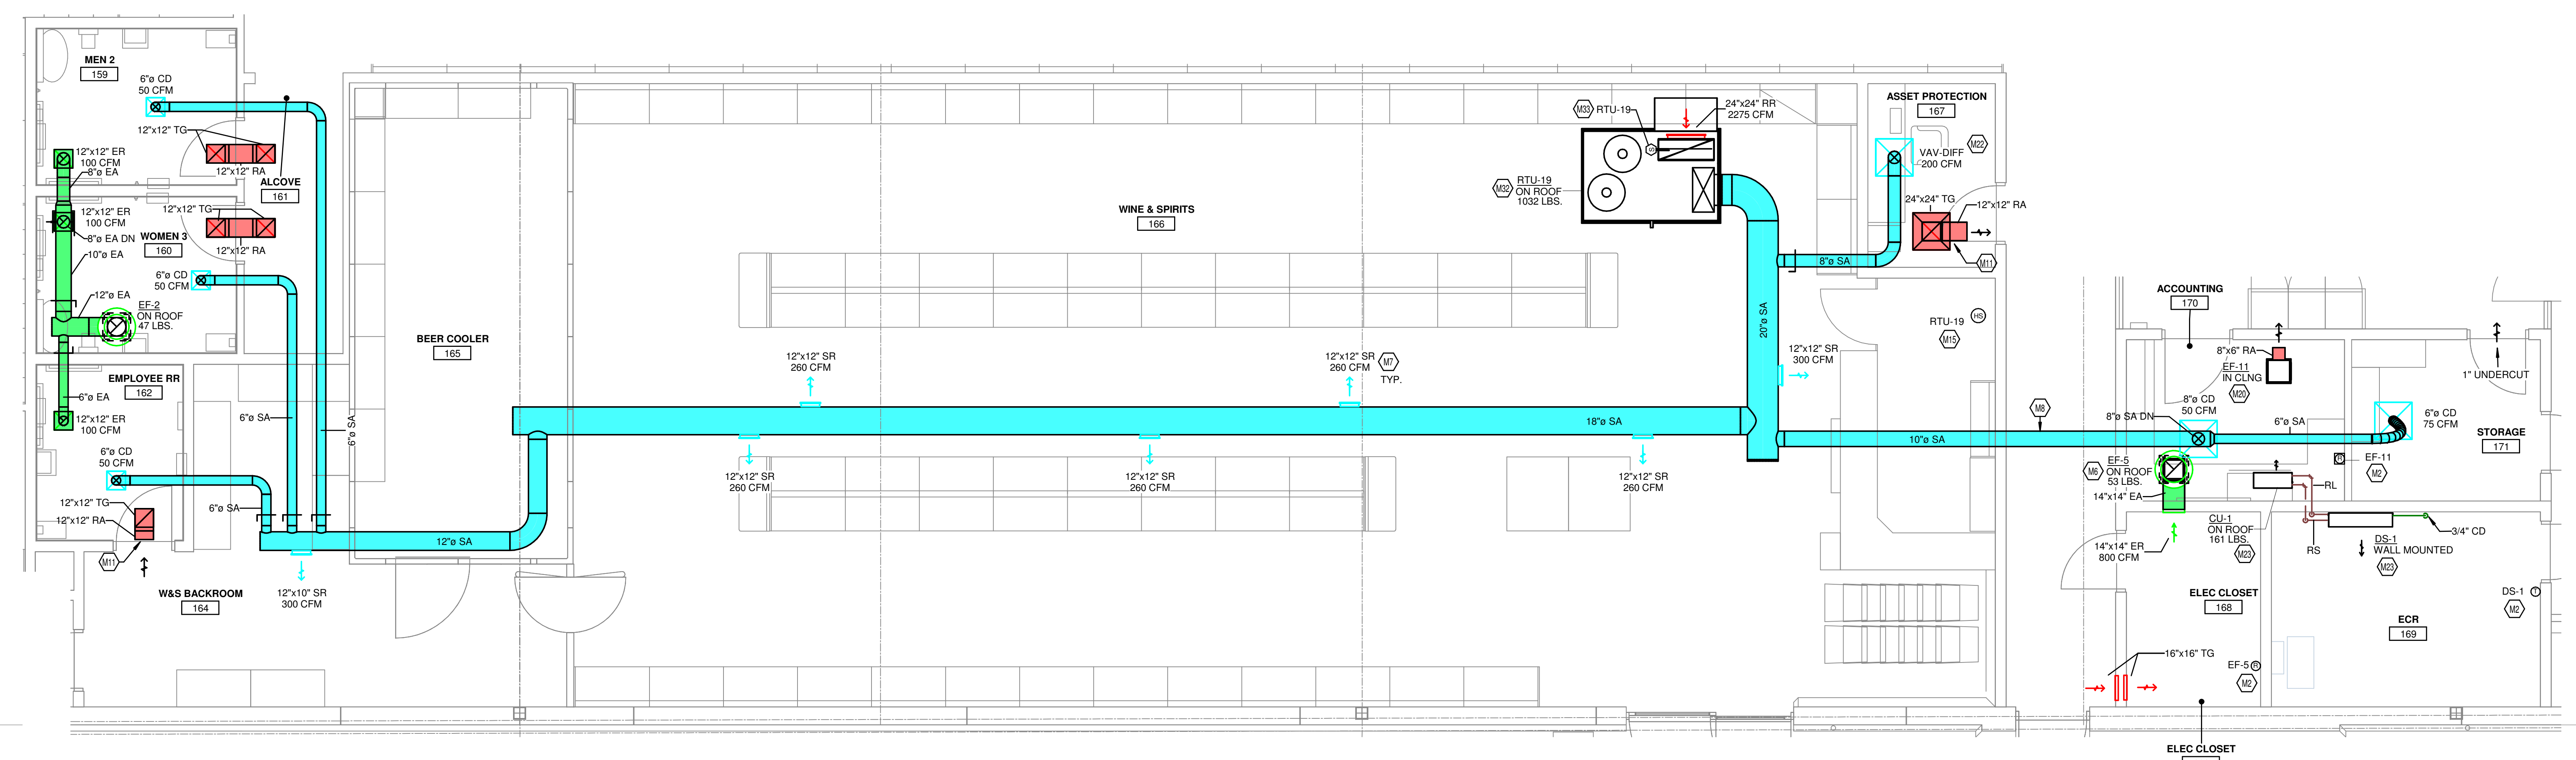 MEN 2
159
6"ø CD
50 CFM
12"x12" TG
12"x12" RA
12"x12" ER
100 CFM
8"ø EA
ALCOVE
161
12"x12" TG
12"x12" RA
12"x12" ER
100 CFM
8"ø EA DN
WOMEN 3
160
10"ø EA
6"ø CD
50 CFM
12"ø EA
EF-2
ON ROOF
47 LBS.
EMPLOYEE RR
162
6"ø EA
12"x12" ER
100 CFM
6"ø CD
50 CFM
12"x12" TG
12"x12" RA
M11
6"ø SA
6"ø SA
6"ø SA
12"ø SA
W&S BACKROOM
164
12"x10" SR
300 CFM
BEER COOLER
165
WINE & SPIRITS
166
12"x12" SR
260 CFM
12"x12" SR
260 CFM
M7
TYP.
12"x12" SR
260 CFM
12"x12" SR
260 CFM
12"x12" SR
260 CFM
18"ø SA
M33
RTU-19
24"x24" RR
2275 CFM
S
M32
RTU-19
ON ROOF
1032 LBS.
20"ø SA
12"x12" SR
300 CFM
8"ø SA
ASSET PROTECTION
167
VAV-DIFF
200 CFM
M22
24"x24" TG
12"x12" RA
M11
RTU-19
HS
M15
10"ø SA
M8
ACCOUNTING
170
8"x6" RA
EF-11
IN CLNG
M20
8"ø CD
50 CFM
8"ø SA DN
6"ø SA
1" UNDERCUT
6"ø CD
75 CFM
STORAGE
171
R
EF-11
M2
M6
EF-5
ON ROOF
53 LBS.
14"x14" EA
14"x14" ER
800 CFM
CU-1
ON ROOF
161 LBS.
M23
RL
RS
3/4" CD
DS-1
WALL MOUNTED
M23
ELEC CLOSET
168
ECR
169
DS-1
T
M2
16"x16" TG
EF-5
R
M2
ELEC CLOSET